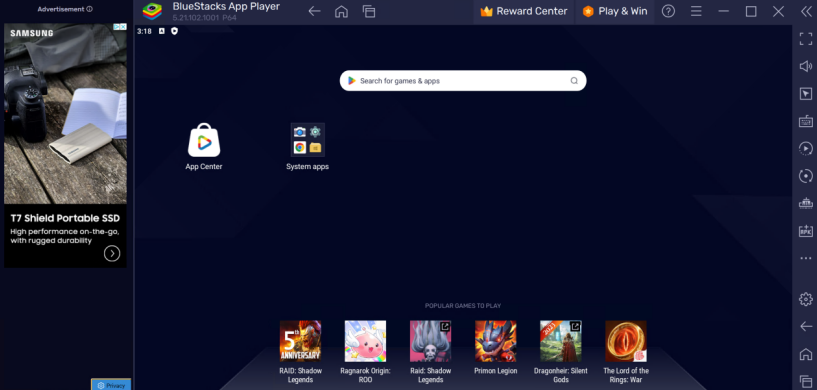 Advertisement
SAMSUNG
T7 Shield Portable SSD
High performance on-the-go,
with rugged durability
Privacy
BlueStacks App Player
5.21.102.1001 P64
Reward Center
Play & Win
3:18
Search for games & apps
App Center
System apps
POPULAR GAMES TO PLAY
5th
ANNIVERSARY
2023
RAID: Shadow
Legends
Ragnarok Origin:
ROO
Raid: Shadow
Legends
Primon Legion
Dragonheir: Silent
Gods
The Lord of the
Rings: War